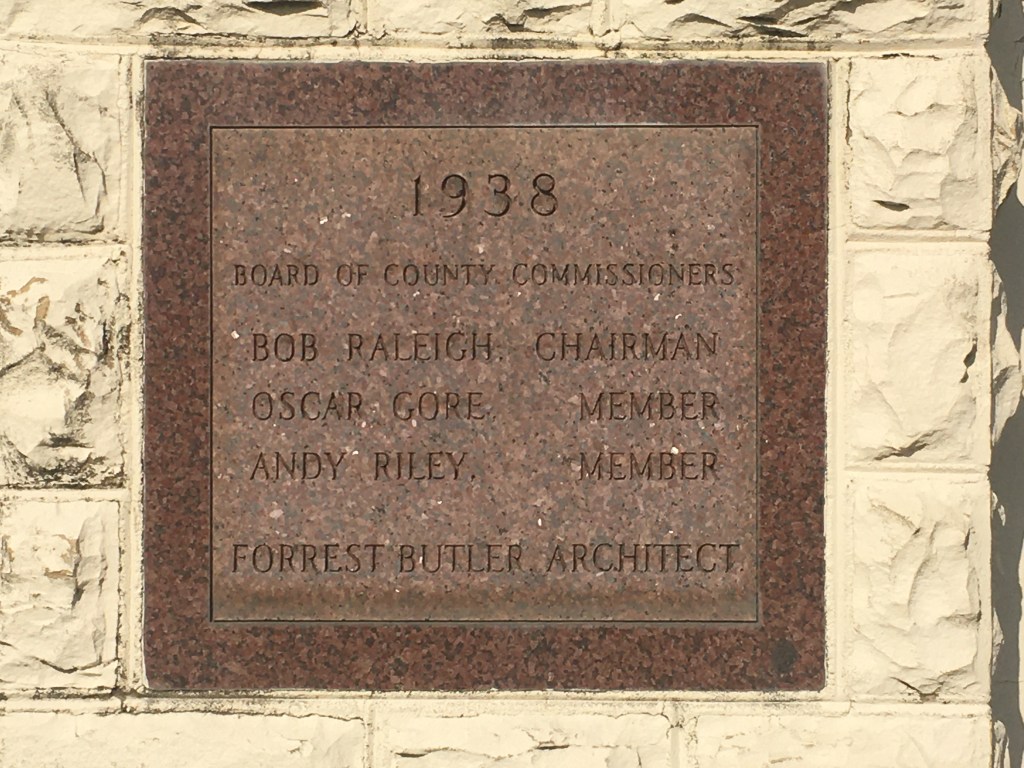 1938
BOARD OF COUNTY COMMISSIONERS
BOB RALEIGH. CHAIRMAN
OSCAR GORE. MEMBER
ANDY RILEY. MEMBER
FORREST BUTLER. ARCHITECT.